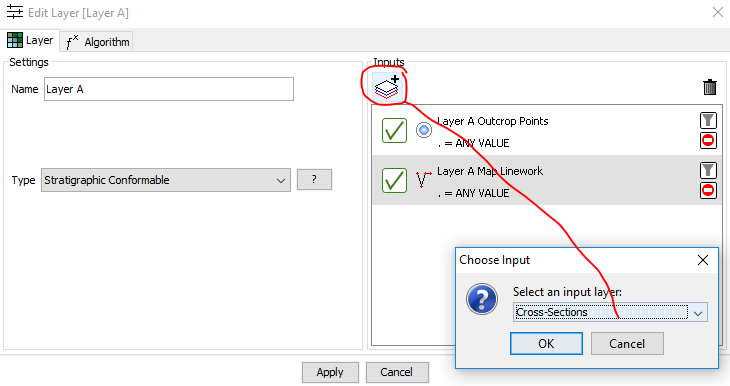 Edit Layer [Layer A]
Layer
fx Algorithm
Settings
Name Layer A
Type Stratigraphic Conformable ?
Inputs
Layer A Outcrop Points
. = ANY VALUE
Layer A Map Linework
. = ANY VALUE
Choose Input
?
Select an input layer:
Cross-Sections
OK Cancel
Apply Cancel